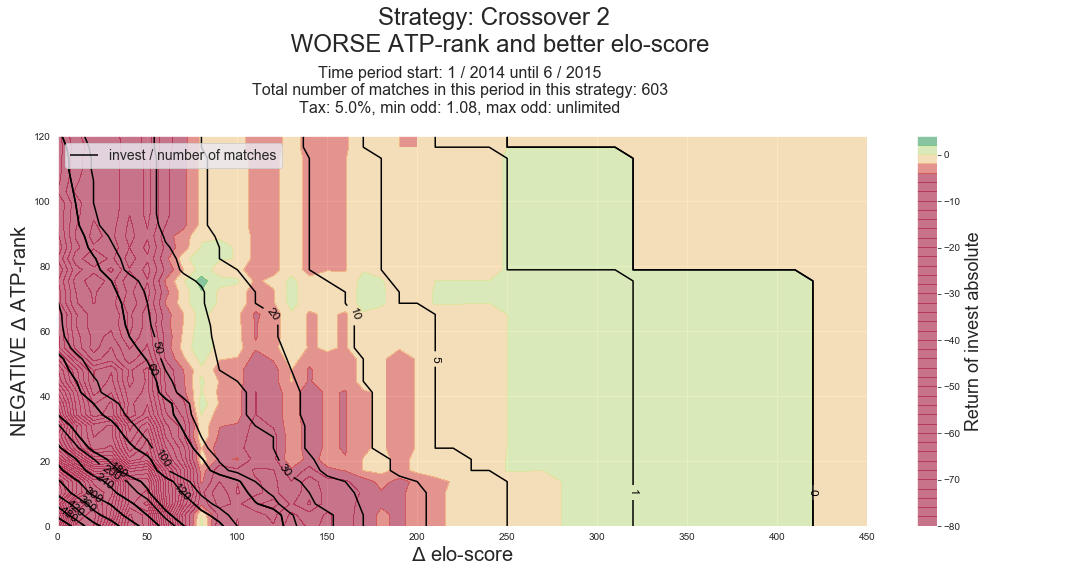 Strategy: Crossover 2
WORSE ATP-rank and better elo-score
Time period start: 1 / 2014 until 6 / 2015
Total number of matches in this period in this strategy: 603
Tax: 5.0%, min odd: 1.08, max odd: unlimited
invest / number of matches
NEGATIVE Δ ATP-rank
120
100
80
60
40
20
0
0 50 100 150 200 250 300 350 400 450
Δ elo-score
50
60
100
20
10
5
30
1
0
240
300
0
−10
−20
−30
−40
−50
−60
−70
−80
Return of invest absolute